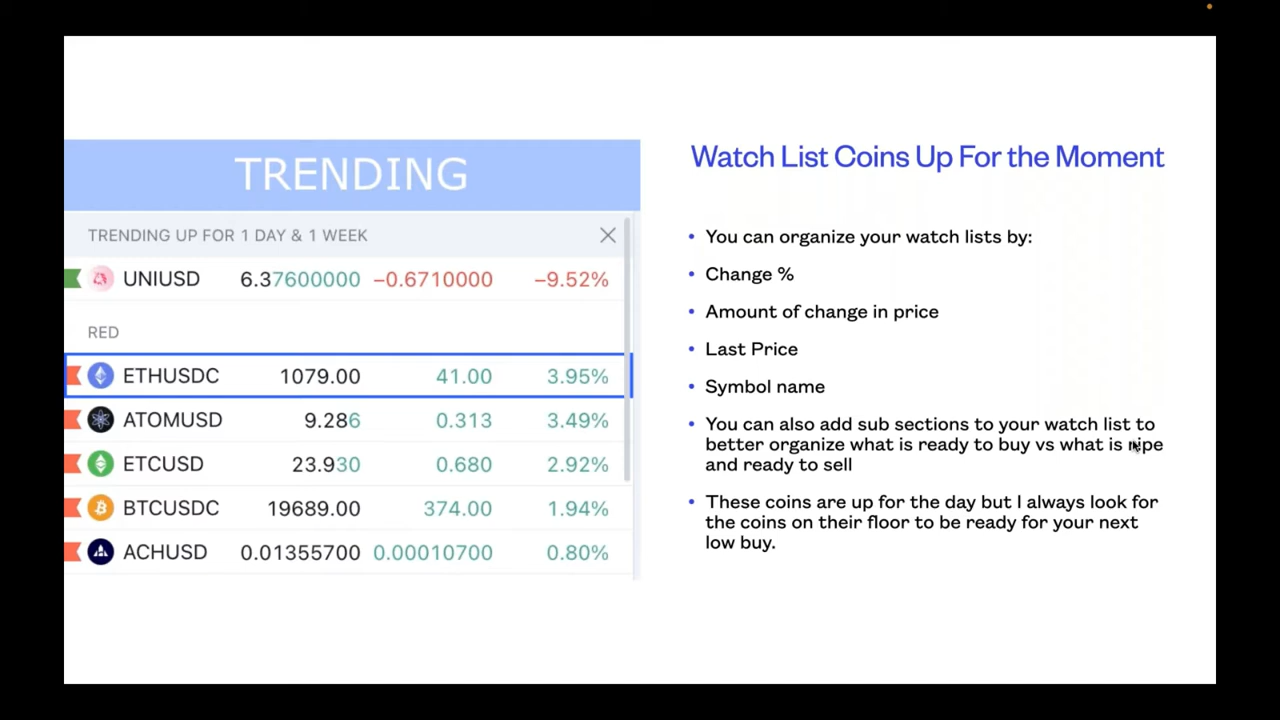 TRENDING
TRENDING UP FOR 1 DAY & 1 WEEK
UNIUSD 6.37600000 −0.6710000 −9.52%
RED
ETHUSDC 1079.00 41.00 3.95%
ATOMUSD 9.286 0.313 3.49%
ETCUSD 23.930 0.680 2.92%
BTCUSDC 19689.00 374.00 1.94%
ACHUSD 0.01355700 0.00010700 0.80%
Watch List Coins Up For the Moment
• You can organize your watch lists by:
• Change %
• Amount of change in price
• Last Price
• Symbol name
• You can also add sub sections to your watch list to
better organize what is ready to buy vs what is ripe
and ready to sell
• These coins are up for the day but I always look for
the coins on their floor to be ready for your next
low buy.